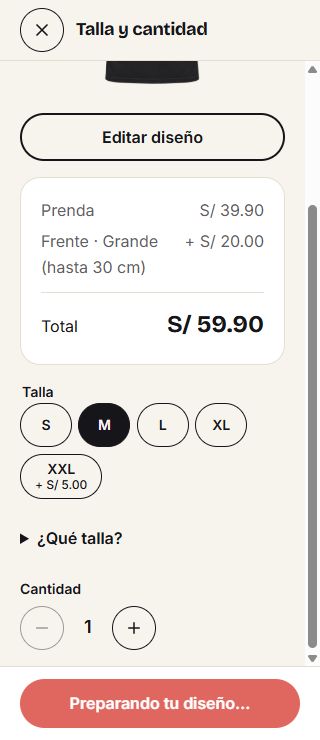 Talla y cantidad
Editar diseño
Prenda S/ 39.90
Frente · Grande + S/ 20.00
(hasta 30 cm)
Total S/ 59.90
Talla
S M L XL
XXL
+ S/ 5.00
¿Qué talla?
Cantidad
1
Preparando tu diseño...